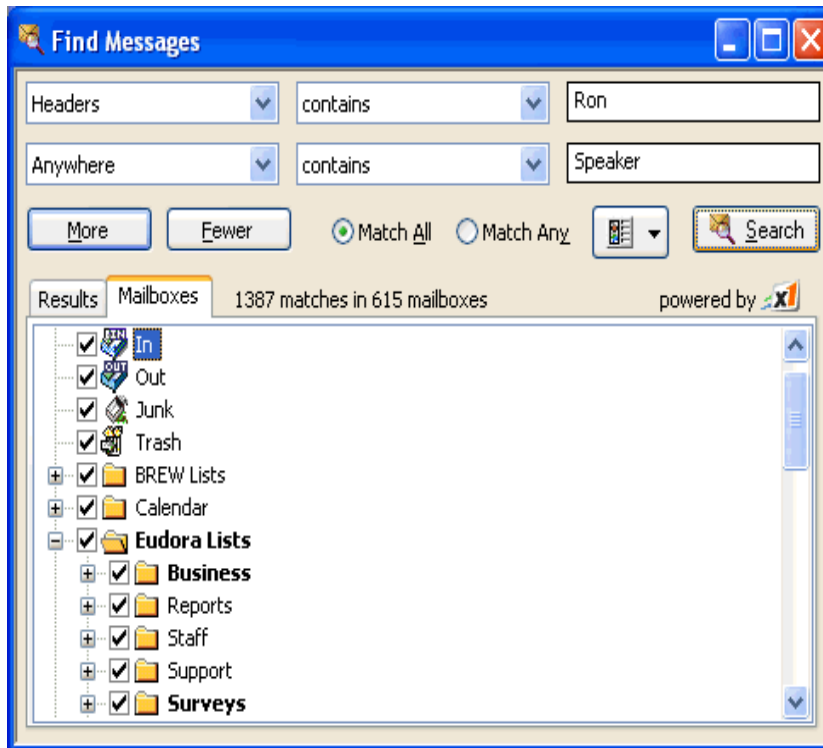 Find Messages
Headers contains Ron
Anywhere contains Speaker
More Fewer Match All Match Any Search
Results Mailboxes 1387 matches in 615 mailboxes powered by x1
In
Out
Junk
Trash
BREW Lists
Calendar
Eudora Lists
Business
Reports
Staff
Support
Surveys